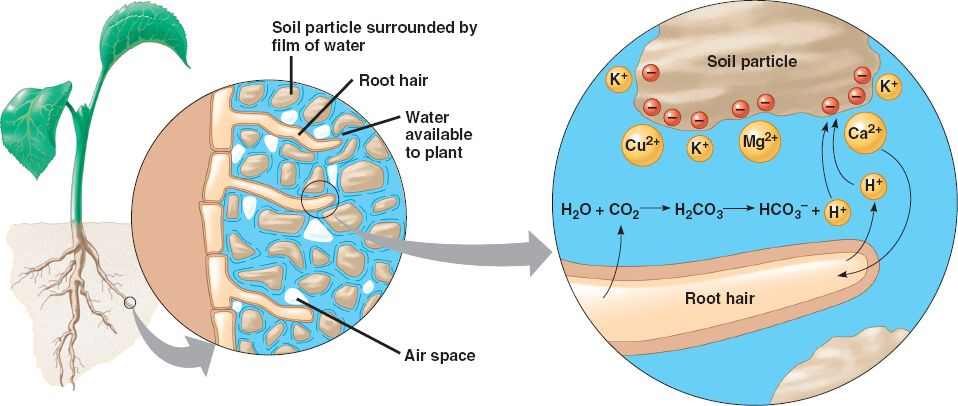 Soil particle surrounded by
film of water
Root hair
Water
available
to plant
Air space
Soil particle
K⁺
−
−
K⁺
−
−
−
−
−
−
−
Cu²⁺
K⁺
Mg²⁺
Ca²⁺
H⁺
H₂O + CO₂ → H₂CO₃ → HCO₃⁻ + H⁺
Root hair